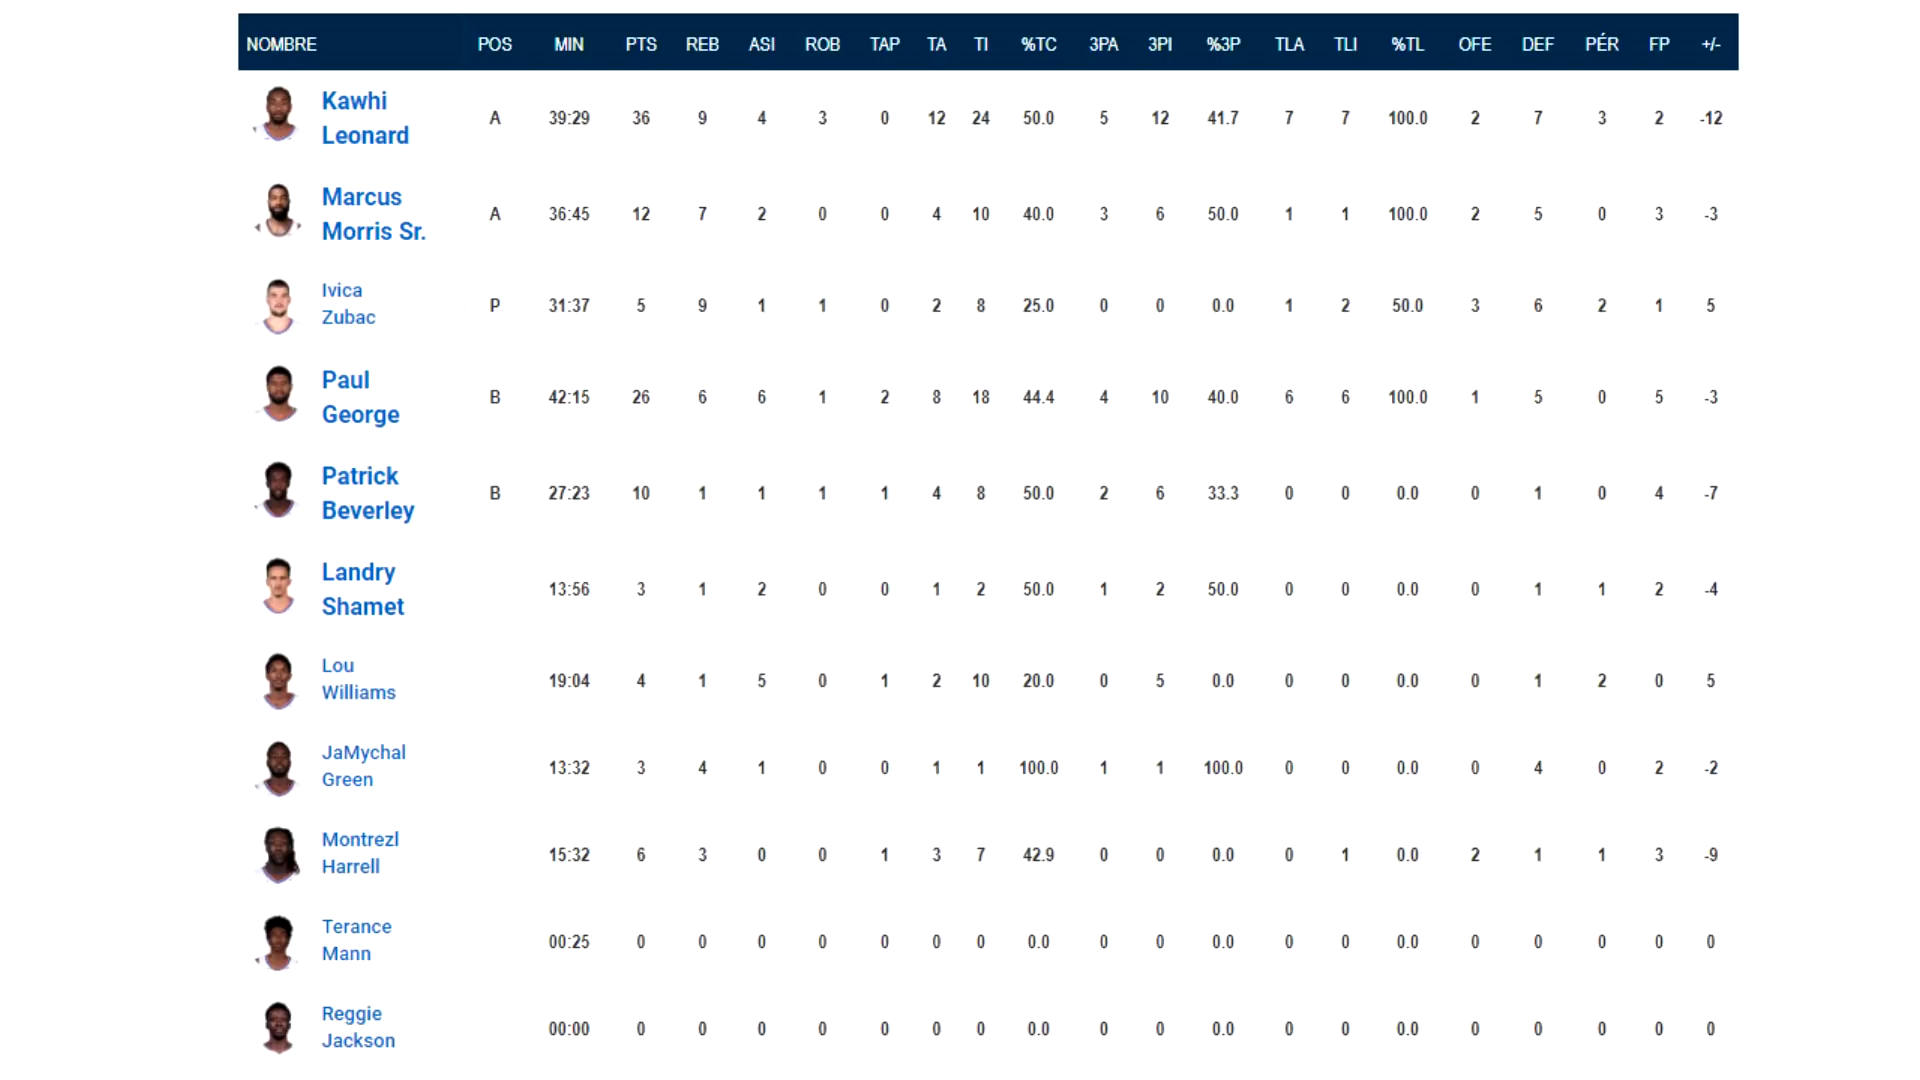 NOMBRE POS MIN PTS REB ASI ROB TAP TA TI %TC 3PA 3PI %3P TLA TLI %TL OFE DEF PÉR FP +/-
Kawhi
Leonard A 39:29 36 9 4 3 0 12 24 50.0 5 12 41.7 7 7 100.0 2 7 3 2 -12
Marcus
Morris Sr. A 36:45 12 7 2 0 0 4 10 40.0 3 6 50.0 1 1 100.0 2 5 0 3 -3
Ivica
Zubac P 31:37 5 9 1 1 0 2 8 25.0 0 0 0.0 1 2 50.0 3 6 2 1 5
Paul
George B 42:15 26 6 6 1 2 8 18 44.4 4 10 40.0 6 6 100.0 1 5 0 5 -3
Patrick
Beverley B 27:23 10 1 1 1 1 4 8 50.0 2 6 33.3 0 0 0.0 0 1 0 4 -7
Landry
Shamet 13:56 3 1 2 0 0 1 2 50.0 1 2 50.0 0 0 0.0 0 1 1 2 -4
Lou
Williams 19:04 4 1 5 0 1 2 10 20.0 0 5 0.0 0 0 0.0 0 1 2 0 5
JaMychal
Green 13:32 3 4 1 0 0 1 1 100.0 1 1 100.0 0 0 0.0 0 4 0 2 -2
Montrezl
Harrell 15:32 6 3 0 0 1 3 7 42.9 0 0 0.0 0 1 0.0 2 1 1 3 -9
Terance
Mann 00:25 0 0 0 0 0 0 0 0.0 0 0 0.0 0 0 0.0 0 0 0 0 0
Reggie
Jackson 00:00 0 0 0 0 0 0 0 0.0 0 0 0.0 0 0 0.0 0 0 0 0 0